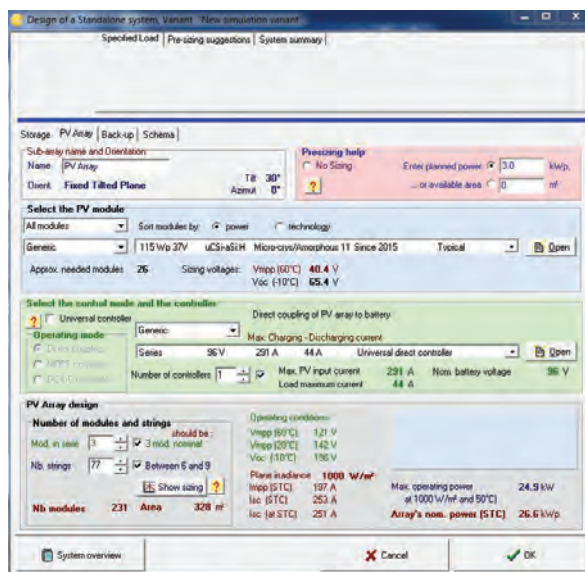 Design of a Standalone system, Variant "New simulation variant"
Specified Load Pre-sizing suggestions System summary
Storage PV Array Back-up Schema
Sub-array name and Orientation
Name PV Array
Orient. Fixed Tilted Plane
Tilt 30°
Azimut 0°
Presizing help
No Sizing Enter planned power 3.0 kWp,
... or available area 0 m²
?
Select the PV module
All modules Sort modules by: power technology
Generic 115 Wp 37V uCSi-aSi:H Micro-crys/Amorphous 11 Since 2015 Typical Open
Approx. needed modules 26 Sizing voltages: Vmpp (60°C) 40.4 V
Voc (-10°C) 65.4 V
Select the control mode and the controller
? Universal controller
Generic
Direct coupling of PV array to battery
Operating mode
Max. Charging - Discharging current
Series 96 V 291 A 44 A Universal direct controller Open
Number of controllers 1 Max. PV input current 291 A Nom. battery voltage 96 V
Load maximum current 44 A
PV Array design
Number of modules and strings
should be :
Mod. in serie 3 3 mod. nominal
Nb. strings 77 Between 6 and 9
Show sizing ?
Nb modules 231 Area 328 m²
Operating conditions
Vmpp (60°C) 121 V
Vmpp (20°C) 142 V
Voc (-10°C) 196 V
Plane irradiance 1000 W/m²
Impp (STC) 197 A
Isc (STC) 253 A
Isc (at STC) 251 A
Max. operating power 24.9 kW
at 1000 W/m² and 50°C)
Array's nom. power (STC) 26.6 kWp
System overview Cancel OK